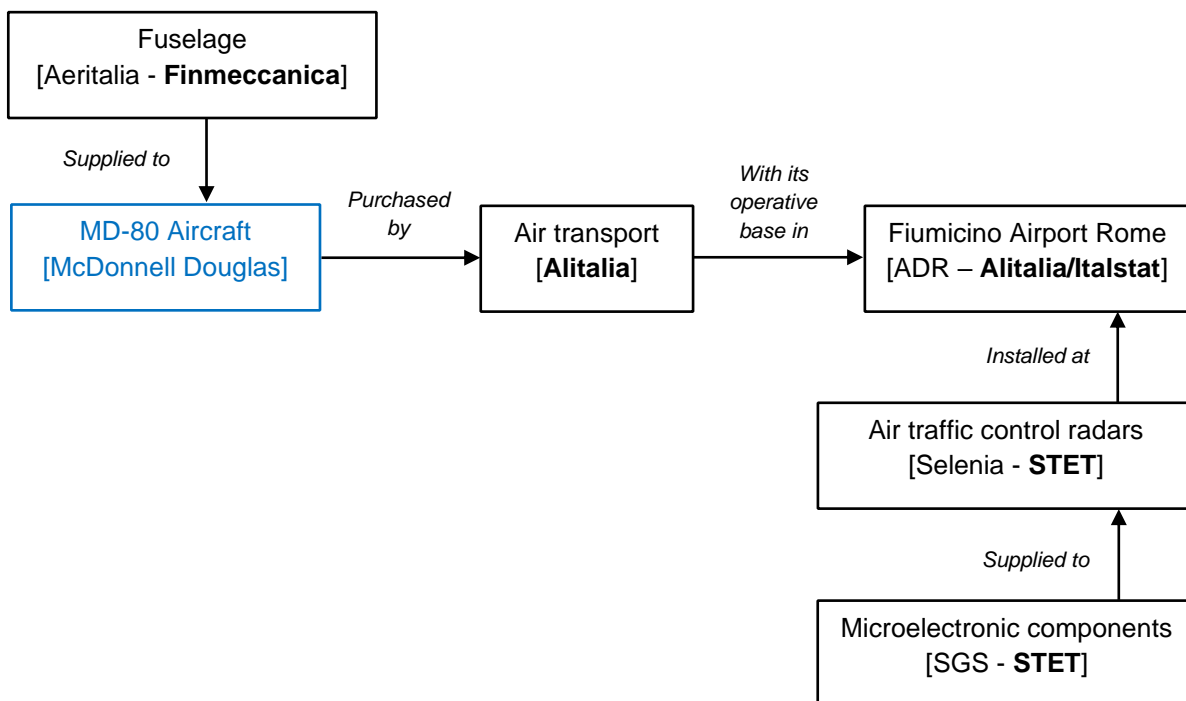 Fuselage
[Aeritalia - Finmeccanica]
Supplied to
MD-80 Aircraft
[McDonnell Douglas]
Purchased
by
Air transport
[Alitalia]
With its
operative
base in
Fiumicino Airport Rome
[ADR – Alitalia/Italstat]
Installed at
Air traffic control radars
[Selenia - STET]
Supplied to
Microelectronic components
[SGS - STET]